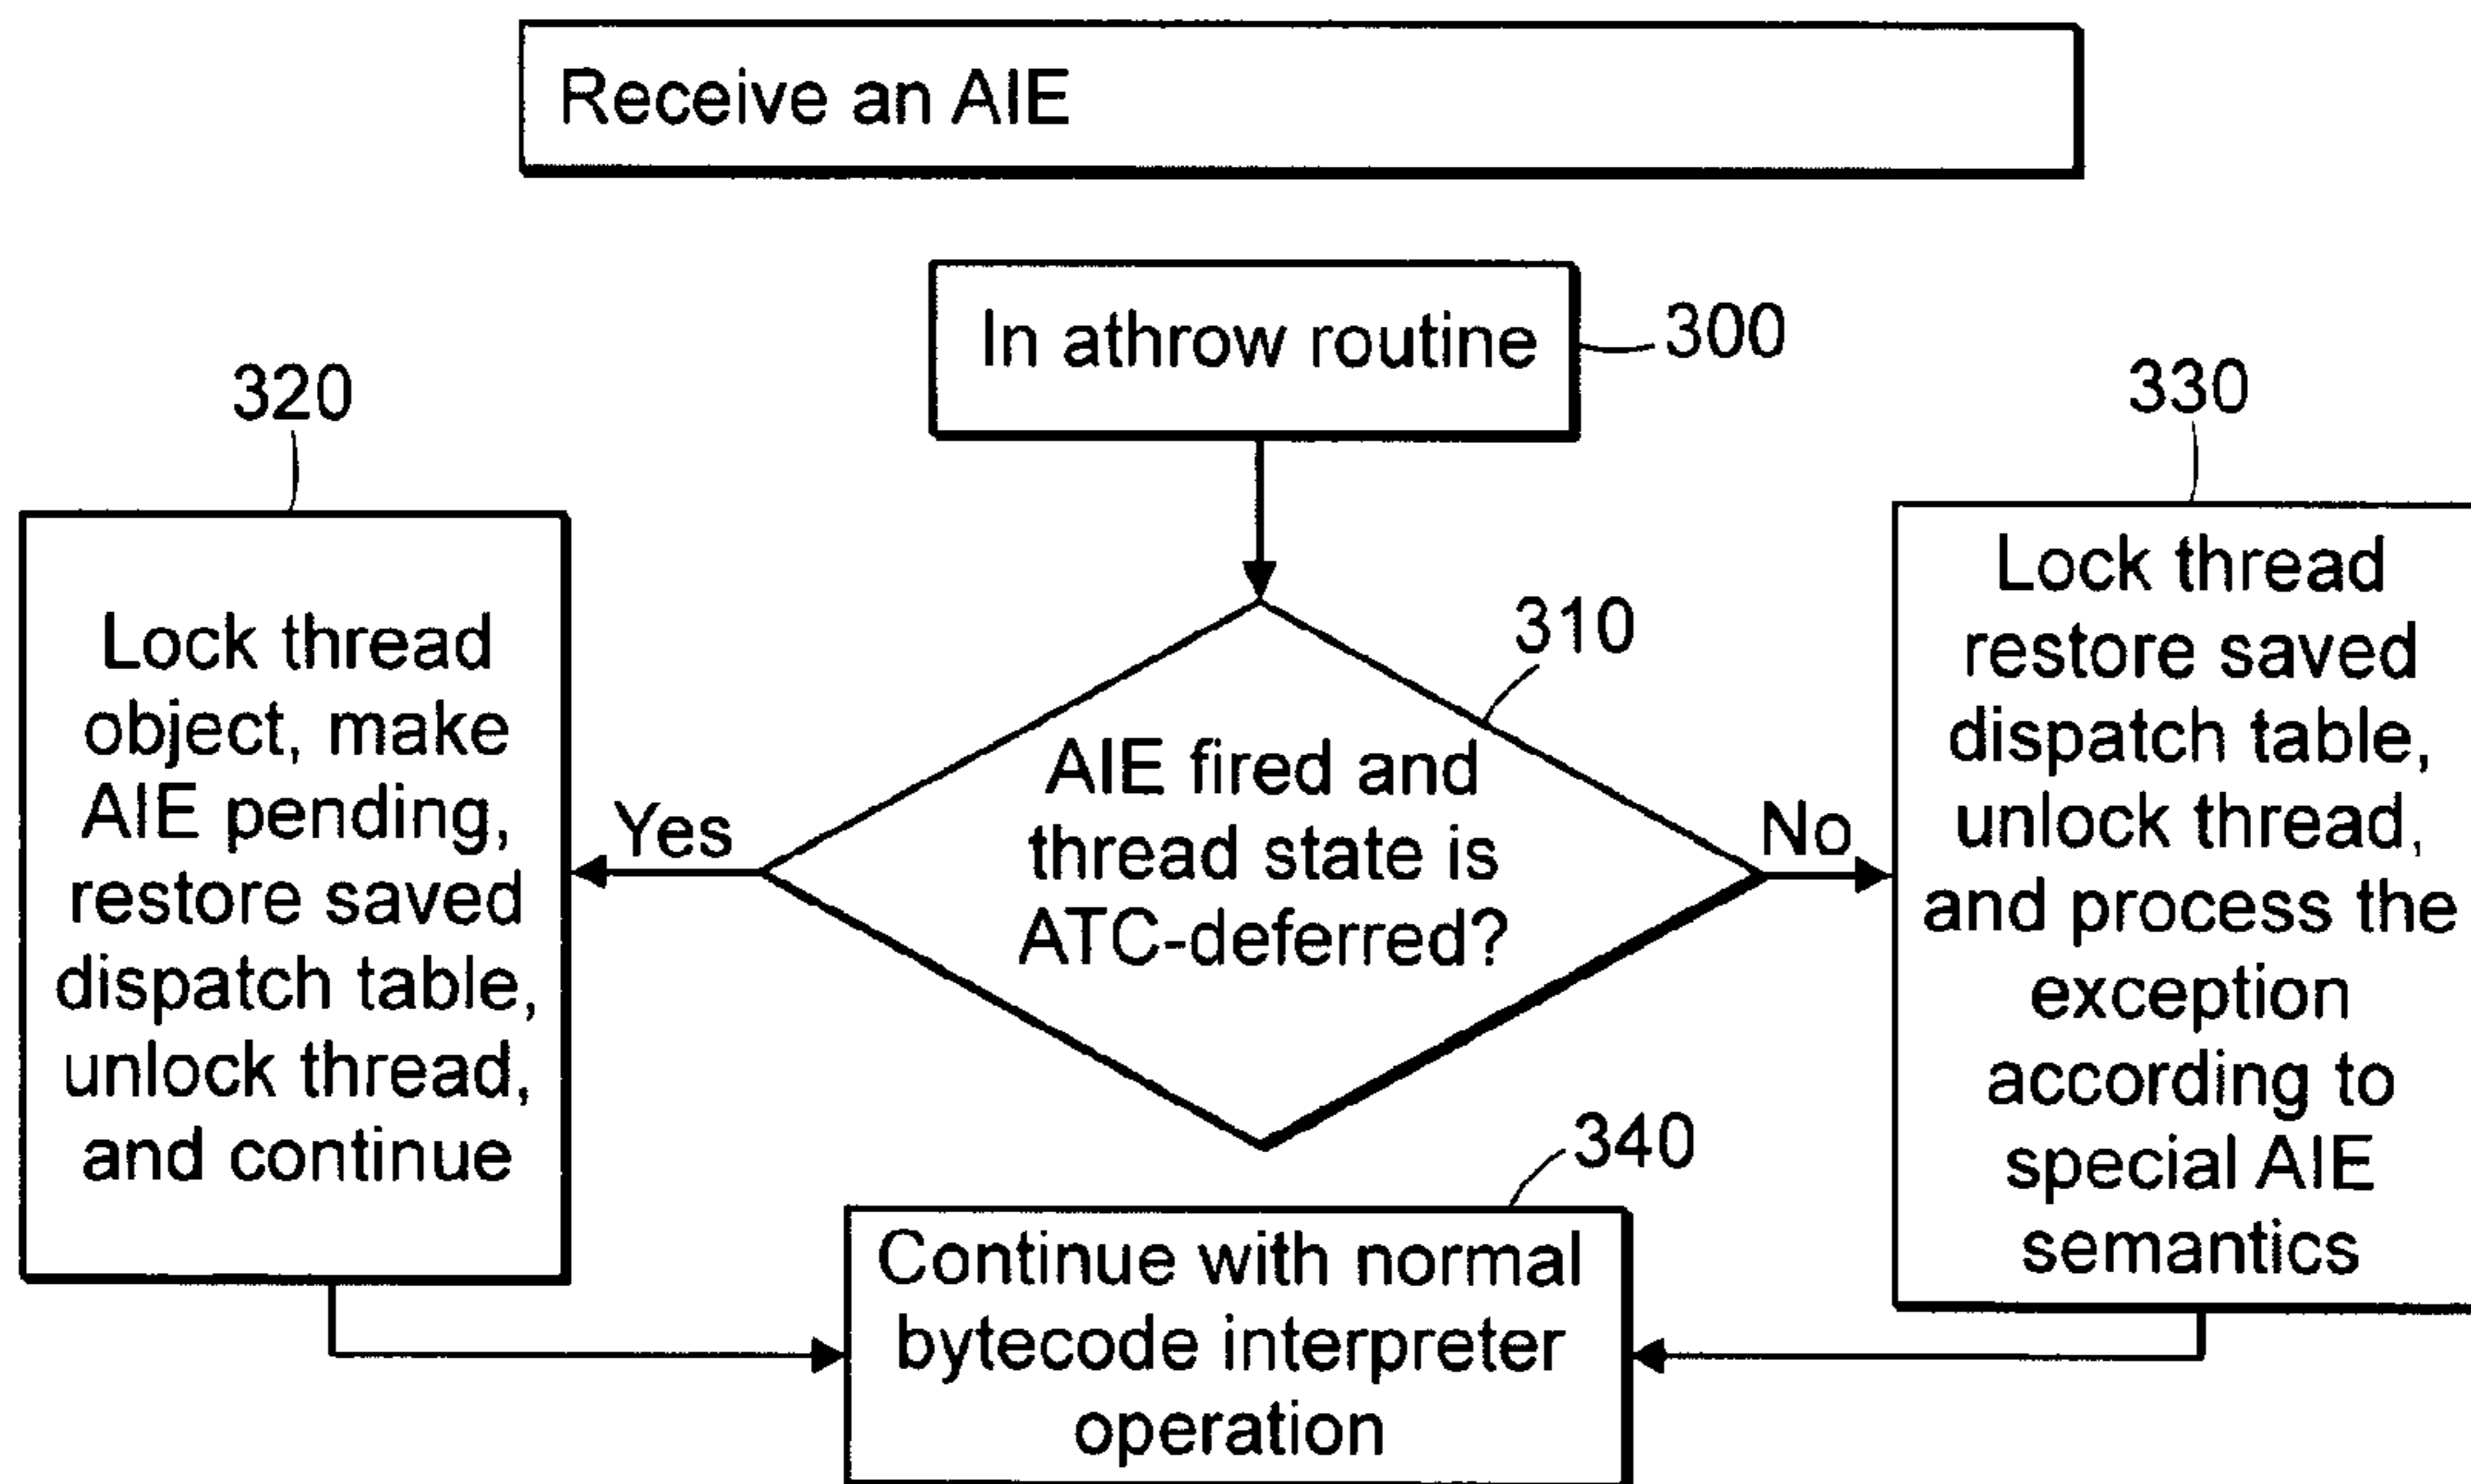 Receive an AIE
In athrow routine
300
320
Lock thread
object, make
AIE pending,
restore saved
dispatch table,
unlock thread,
and continue
310
AIE fired and
thread state is
ATC-deferred?
Yes
No
330
Lock thread
restore saved
dispatch table,
unlock thread,
and process the
exception
according to
special AIE
semantics
340
Continue with normal
bytecode interpreter
operation